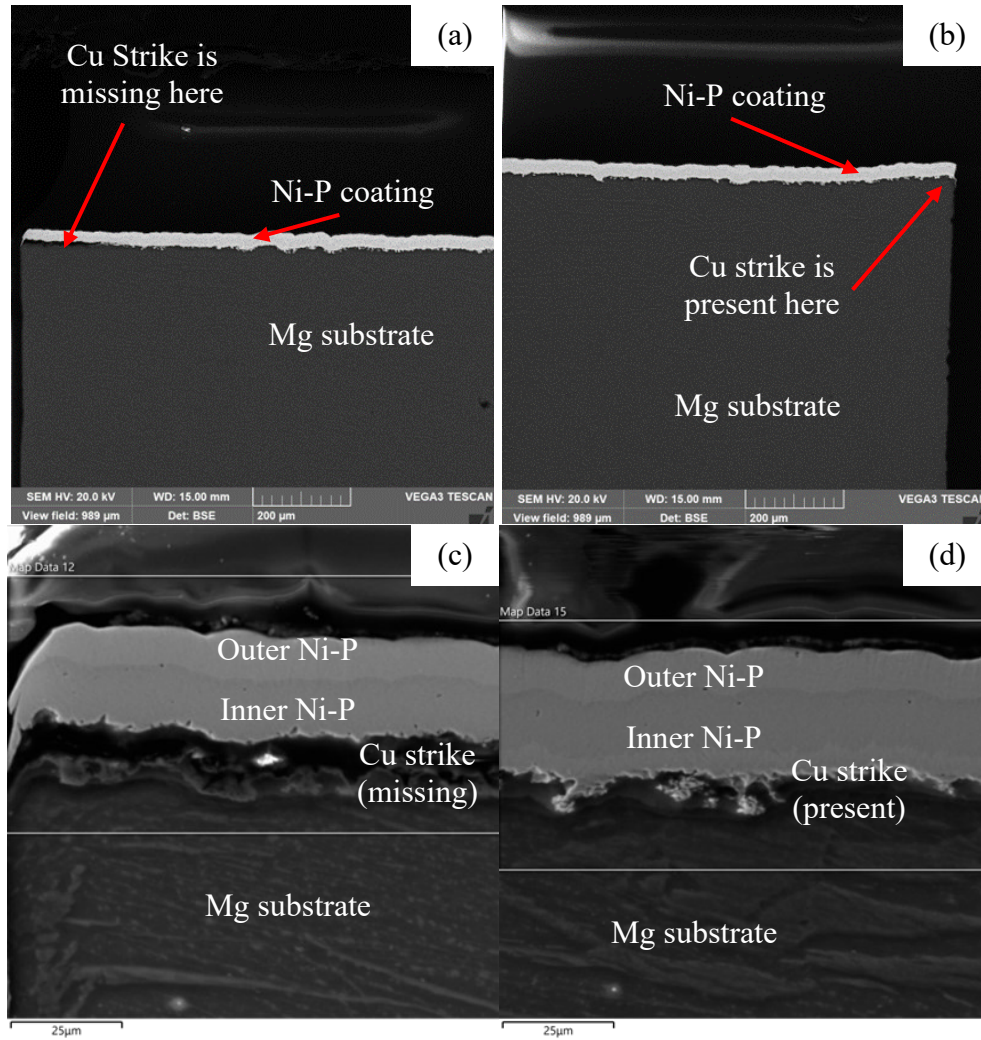 (a)
Cu Strike is
missing here
Ni-P coating
Mg substrate
SEM HV: 20.0 kV
WD: 15.00 mm
VEGA3 TESCAN
View field: 989 µm
Det: BSE
200 µm
(b)
Ni-P coating
Cu strike is
present here
Mg substrate
SEM HV: 20.0 kV
WD: 15.00 mm
VEGA3 TESCAN
View field: 989 µm
Det: BSE
200 µm
(c)
Map Data 12
Outer Ni-P
Inner Ni-P
Cu strike
(missing)
Mg substrate
25µm
(d)
Map Data 15
Outer Ni-P
Inner Ni-P
Cu strike
(present)
Mg substrate
25µm